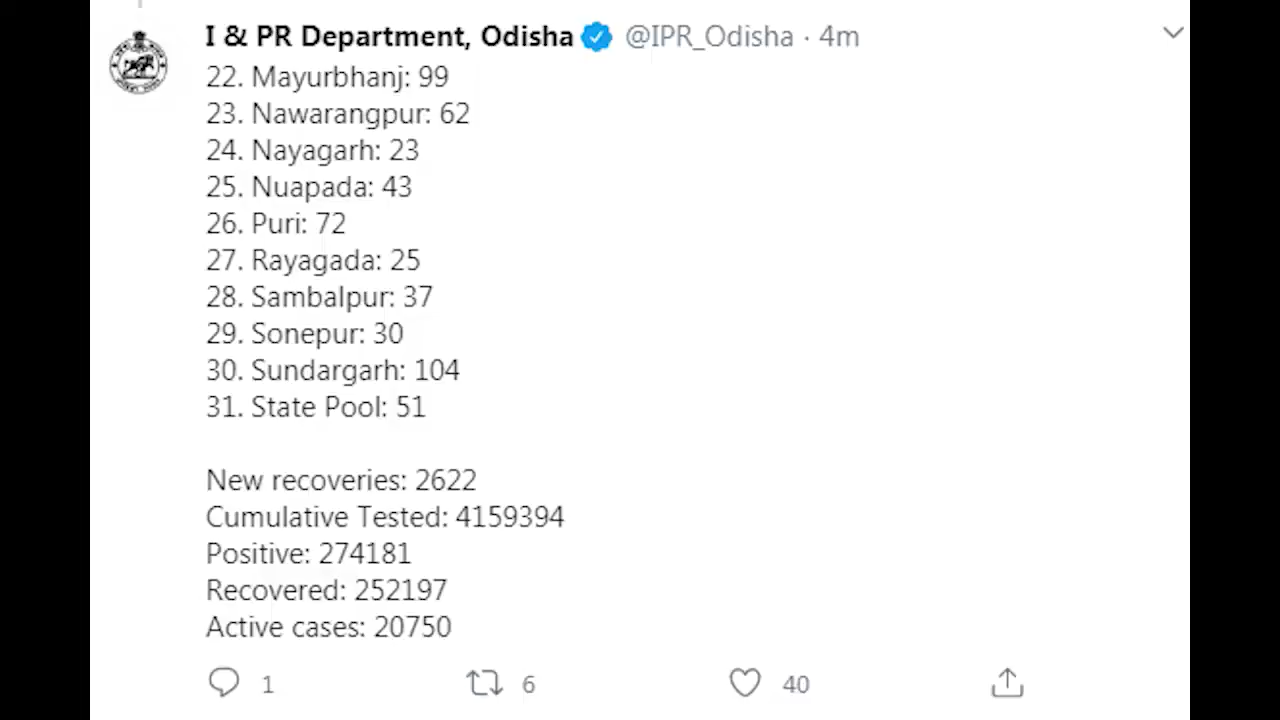 I & PR Department, Odisha @IPR_Odisha · 4m
22. Mayurbhanj: 99
23. Nawarangpur: 62
24. Nayagarh: 23
25. Nuapada: 43
26. Puri: 72
27. Rayagada: 25
28. Sambalpur: 37
29. Sonepur: 30
30. Sundargarh: 104
31. State Pool: 51
New recoveries: 2622
Cumulative Tested: 4159394
Positive: 274181
Recovered: 252197
Active cases: 20750
1 6 40